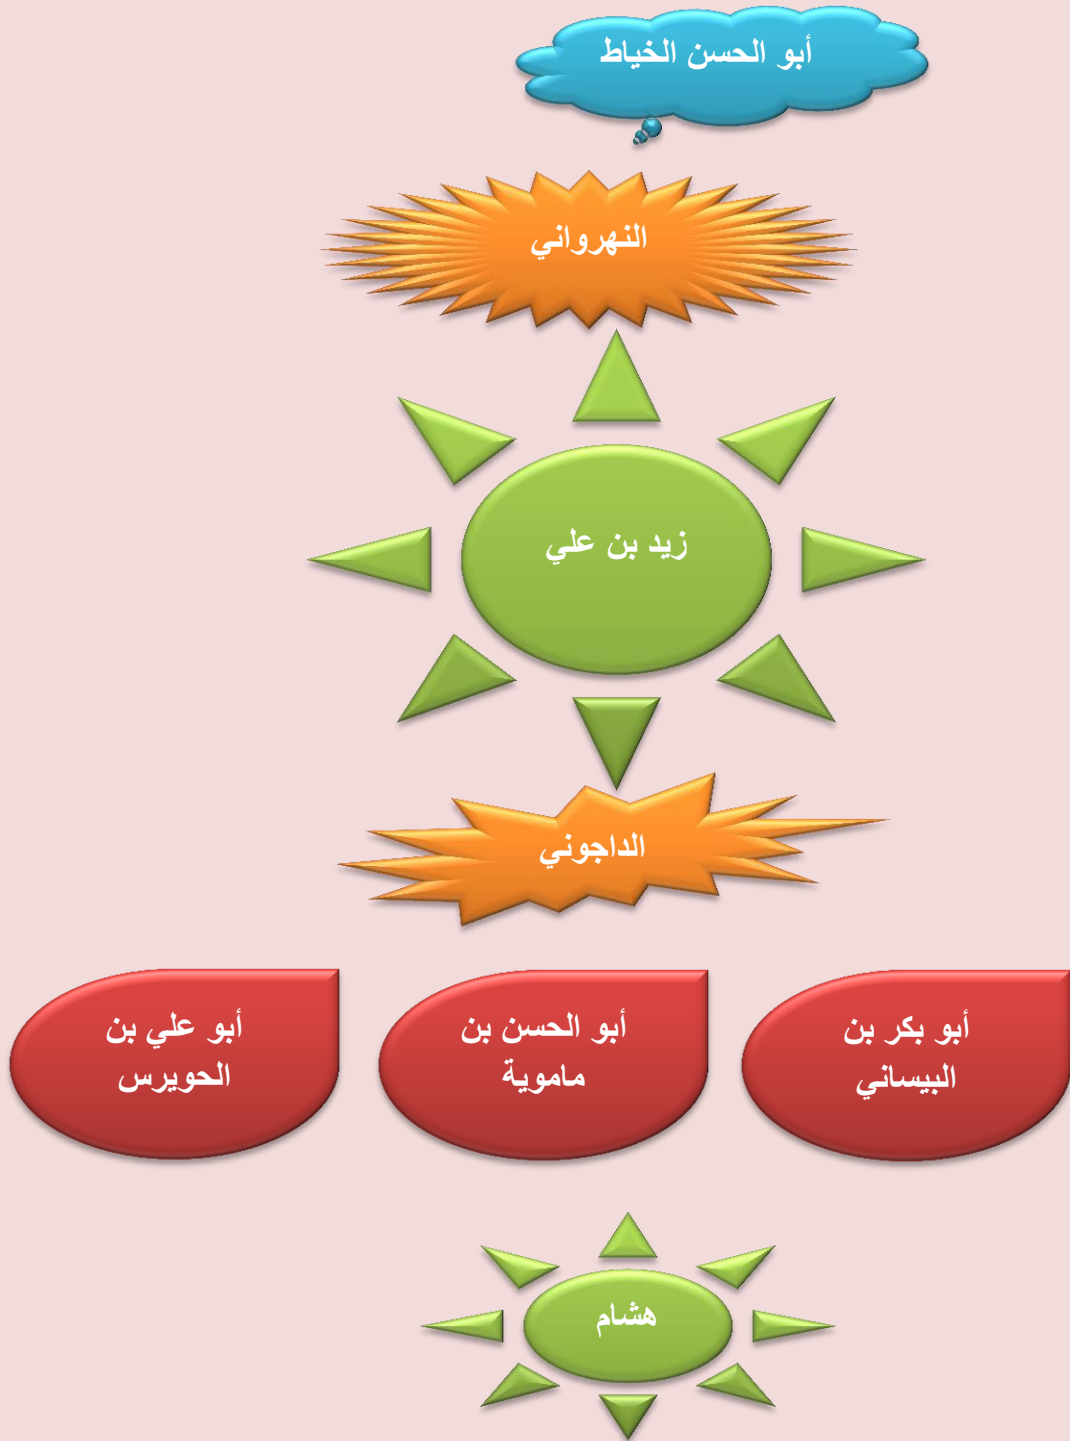 أبو الحسن الخياط
النهرواني
زيد بن علي
الداجوني
أبو بكر بن
البيساني
أبو الحسن بن
ماموية
أبو علي بن
الحويرس
هشام